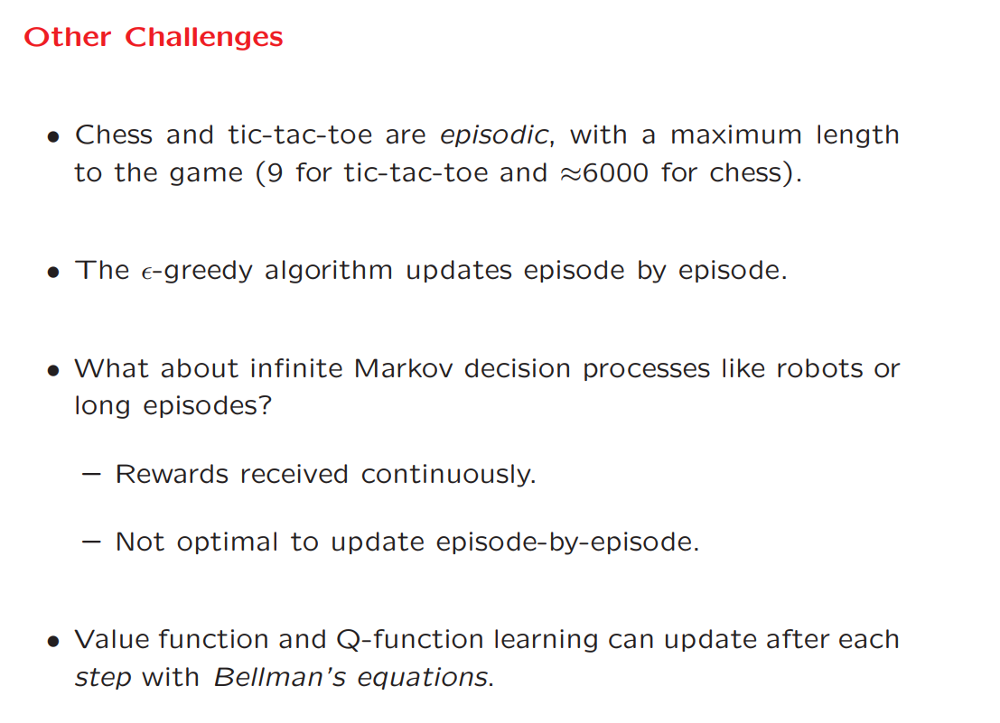 Other Challenges
• Chess and tic-tac-toe are episodic, with a maximum length
to the game (9 for tic-tac-toe and ≈6000 for chess).
• The ϵ-greedy algorithm updates episode by episode.
• What about infinite Markov decision processes like robots or
long episodes?
– Rewards received continuously.
– Not optimal to update episode-by-episode.
• Value function and Q-function learning can update after each
step with Bellman's equations.